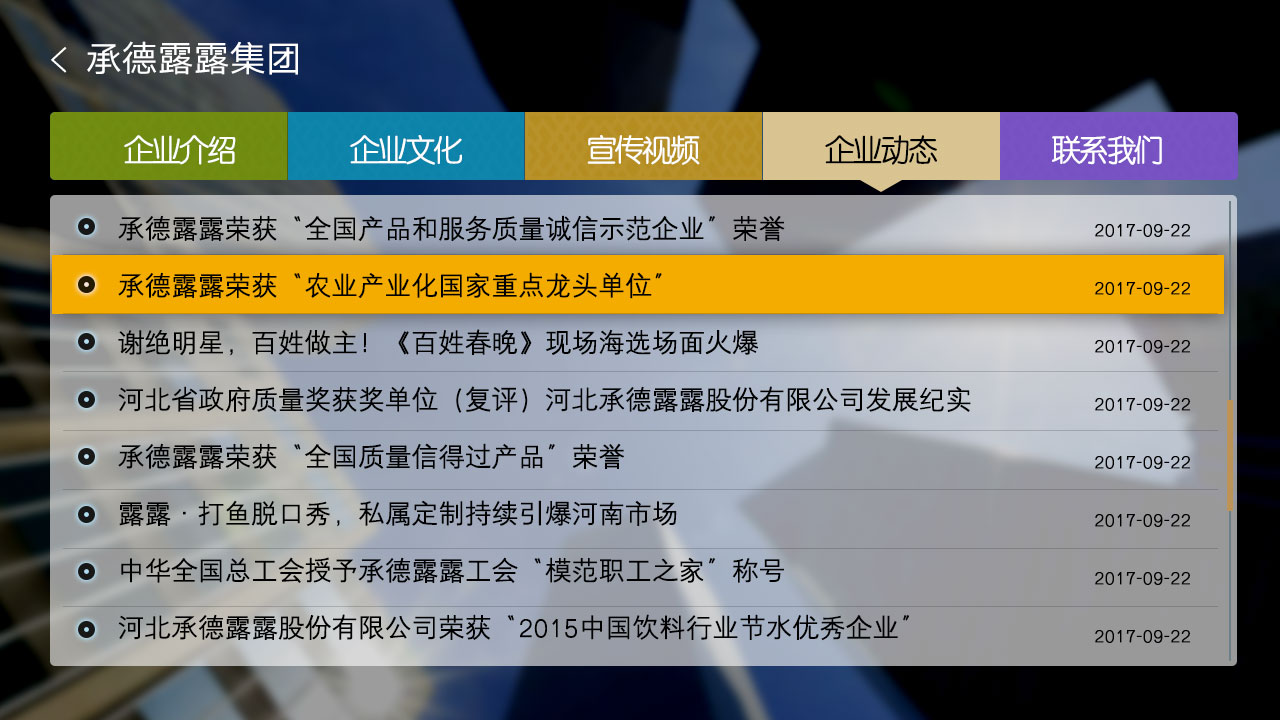 承德露露集团
企业介绍 企业文化 宣传视频 企业动态 联系我们
承德露露荣获“全国产品和服务质量诚信示范企业”荣誉 2017-09-22
承德露露荣获“农业产业化国家重点龙头单位” 2017-09-22
谢绝明星，百姓做主！《百姓春晚》现场海选场面火爆 2017-09-22
河北省政府质量奖获奖单位（复评）河北承德露露股份有限公司发展纪实 2017-09-22
承德露露荣获“全国质量信得过产品”荣誉 2017-09-22
露露·打鱼脱口秀，私属定制持续引爆河南市场 2017-09-22
中华全国总工会授予承德露露工会“模范职工之家”称号 2017-09-22
河北承德露露股份有限公司荣获“2015中国饮料行业节水优秀企业” 2017-09-22